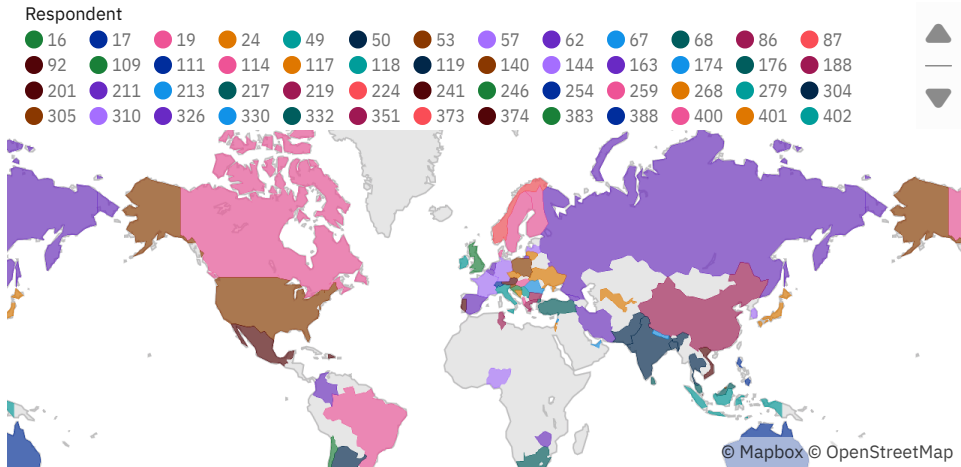 Respondent
16 17 19 24 49 50 53 57 62 67 68 86 87
92 109 111 114 117 118 119 140 144 163 174 176 188
201 211 213 217 219 224 241 246 254 259 268 279 304
305 310 326 330 332 351 373 374 383 388 400 401 402
© Mapbox © OpenStreetMap